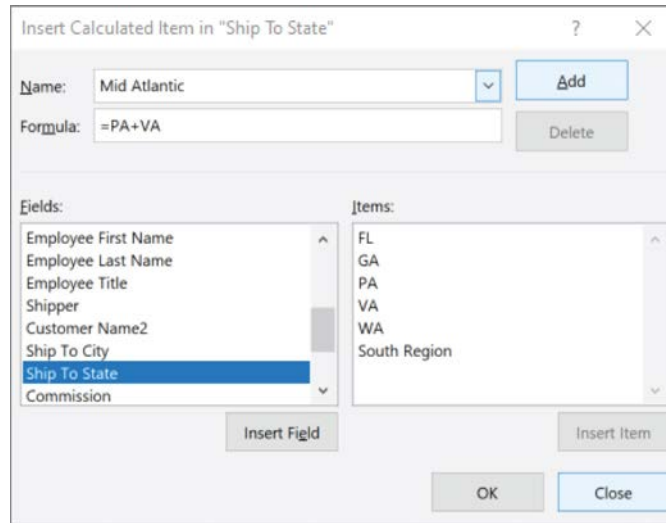 Insert Calculated Item in "Ship To State"
?
Name:
Mid Atlantic
Add
Formula:
=PA+VA
Delete
Fields:
Employee First Name
Employee Last Name
Employee Title
Shipper
Customer Name2
Ship To City
Ship To State
Commission
Insert Field
Items:
FL
GA
PA
VA
WA
South Region
Insert Item
OK
Close